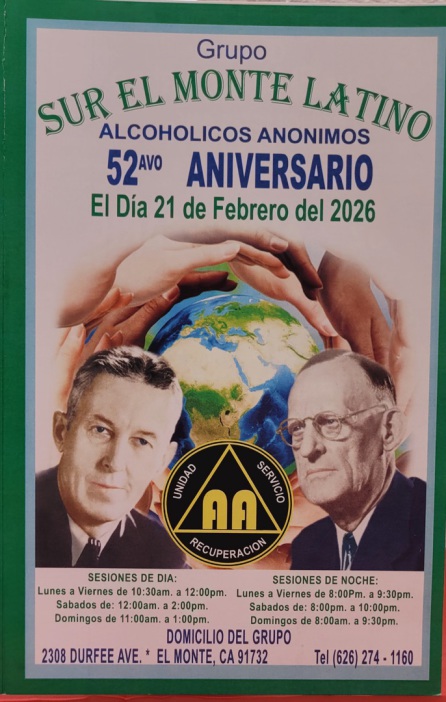 Grupo
SUR EL MONTE LATINO
ALCOHOLICOS ANONIMOS
52AVO ANIVERSARIO
El Día 21 de Febrero del 2026
UNIDAD
SERVICIO
AA
RECUPERACION
SESIONES DE DIA:
Lunes a Viernes de 10:30am. a 12:00pm.
Sabados de: 12:00am. a 2:00pm.
Domingos de 11:00am. a 1:00pm.
SESIONES DE NOCHE:
Lunes a Viernes de 8:00Pm. a 9:30pm.
Sabados de: 8:00pm. a 10:00pm.
Domingos de 8:00am. a 9:30pm.
DOMICILIO DEL GRUPO
2308 DURFEE AVE. * EL MONTE, CA 91732 Tel (626) 274 - 1160